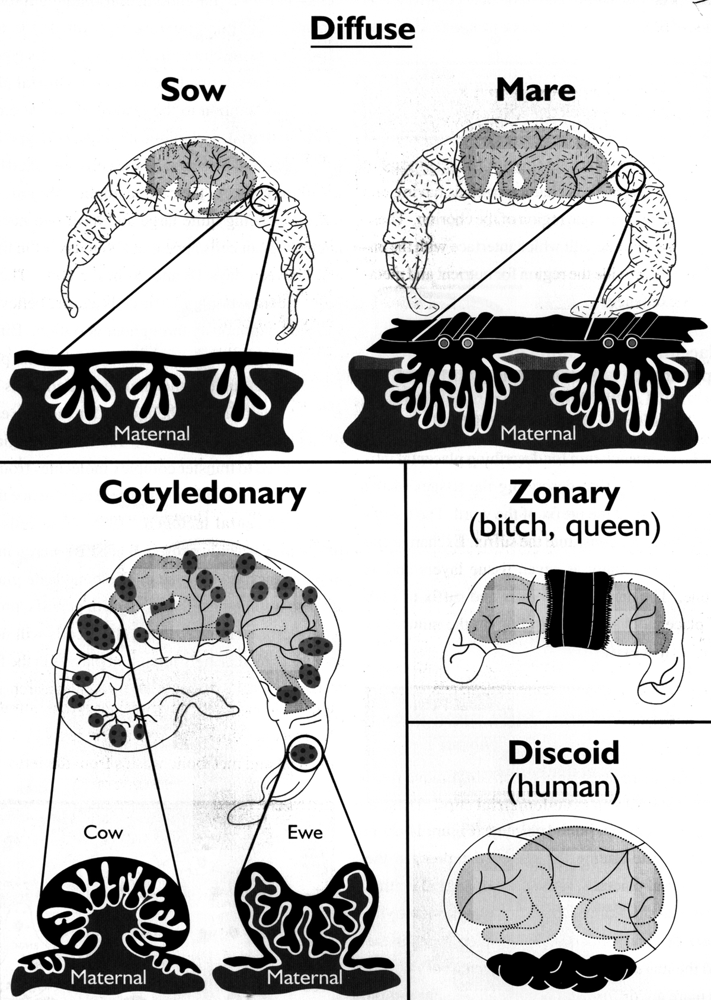 Diffuse
Sow
Mare
Maternal
Maternal
Cotyledonary
Cow
Ewe
Maternal
Maternal
Zonary
(bitch, queen)
Discoid
(human)